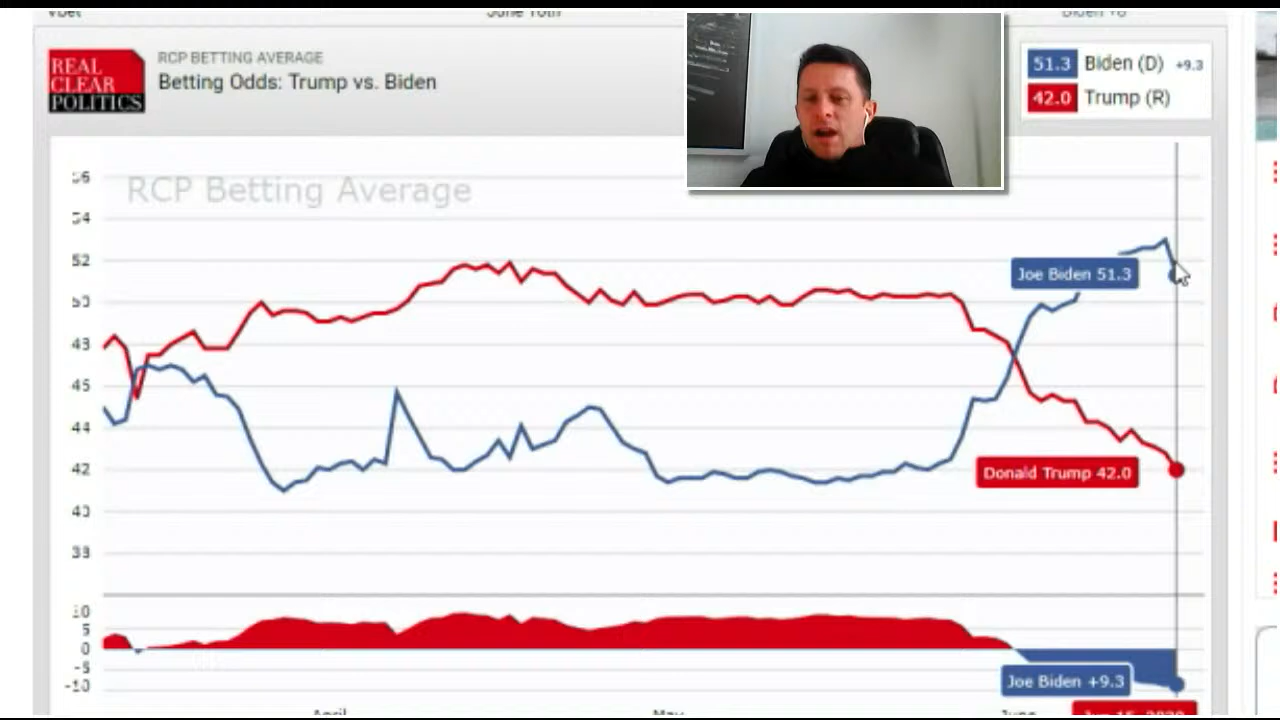 REAL
CLEAR
POLITICS
RCP BETTING AVERAGE
Betting Odds: Trump vs. Biden
51.3 Biden (D) +9.3
42.0 Trump (R)
RCP Betting Average
54
52
Joe Biden 51.3
50
45
44
42
Donald Trump 42.0
10
5
0
-5
-10
Joe Biden +9.3